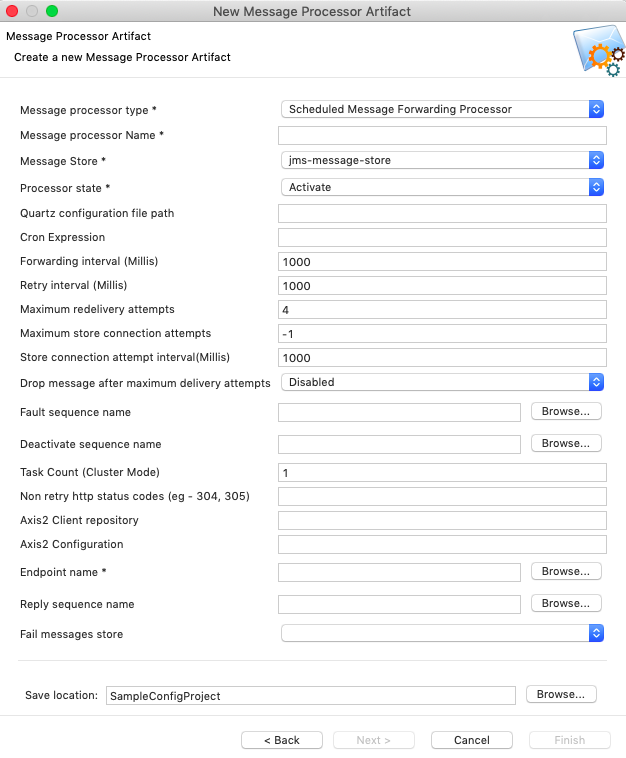 New Message Processor Artifact
Message Processor Artifact
Create a new Message Processor Artifact
Message processor type * Scheduled Message Forwarding Processor
Message processor Name *
Message Store * jms-message-store
Processor state * Activate
Quartz configuration file path
Cron Expression
Forwarding interval (Millis) 1000
Retry interval (Millis) 1000
Maximum redelivery attempts 4
Maximum store connection attempts -1
Store connection attempt interval(Millis) 1000
Drop message after maximum delivery attempts Disabled
Fault sequence name Browse...
Deactivate sequence name Browse...
Task Count (Cluster Mode) 1
Non retry http status codes (eg - 304, 305)
Axis2 Client repository
Axis2 Configuration
Endpoint name * Browse...
Reply sequence name Browse...
Fail messages store
Save location: SampleConfigProject Browse...
< Back Next > Cancel Finish